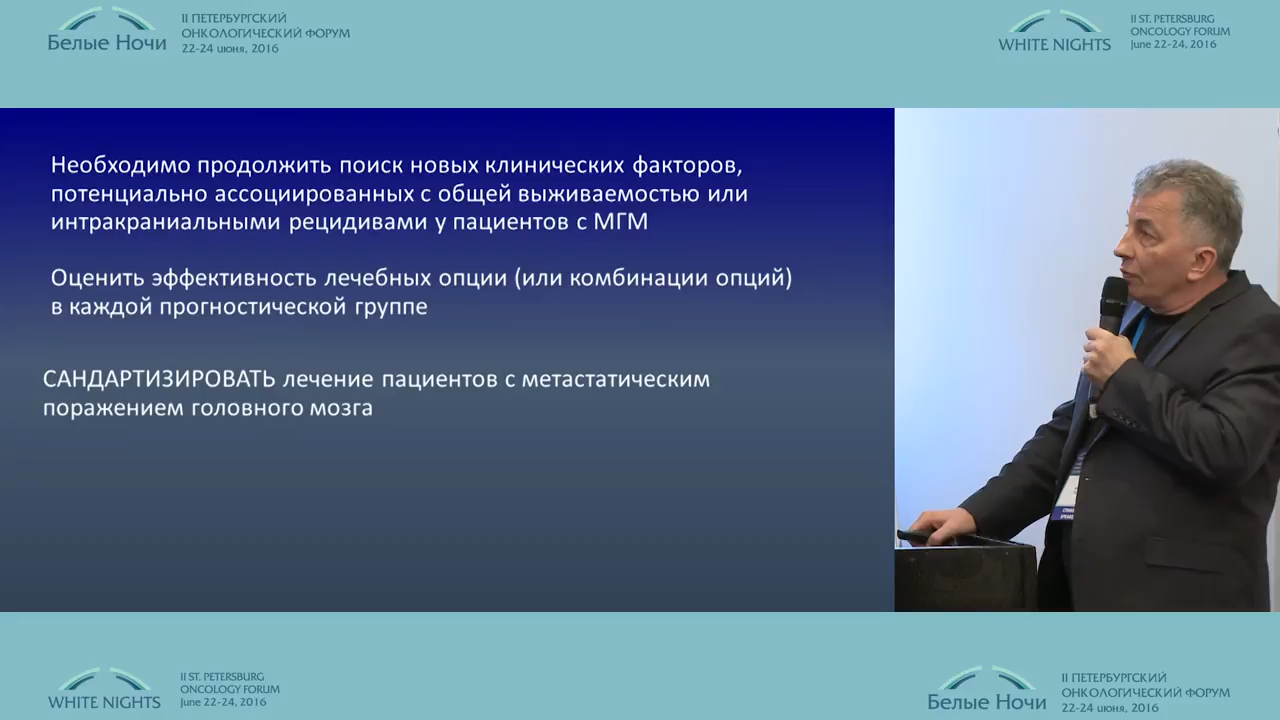 Белые Ночи
II ПЕТЕРБУРГСКИЙ
ОНКОЛОГИЧЕСКИЙ ФОРУМ
22-24 июня, 2016
WHITE NIGHTS
II ST. PETERSBURG
ONCOLOGY FORUM
June 22-24, 2016
Необходимо продолжить поиск новых клинических факторов,
потенциально ассоциированных с общей выживаемостью или
интракраниальными рецидивами у пациентов с МГМ
Оценить эффективность лечебных опции (или комбинации опций)
в каждой прогностической группе
САНДАРТИЗИРОВАТЬ лечение пациентов с метастатическим
поражением головного мозга
WHITE NIGHTS
II ST. PETERSBURG
ONCOLOGY FORUM
June 22-24, 2016
Белые Ночи
II ПЕТЕРБУРГСКИЙ
ОНКОЛОГИЧЕСКИЙ ФОРУМ
22-24 июня, 2016